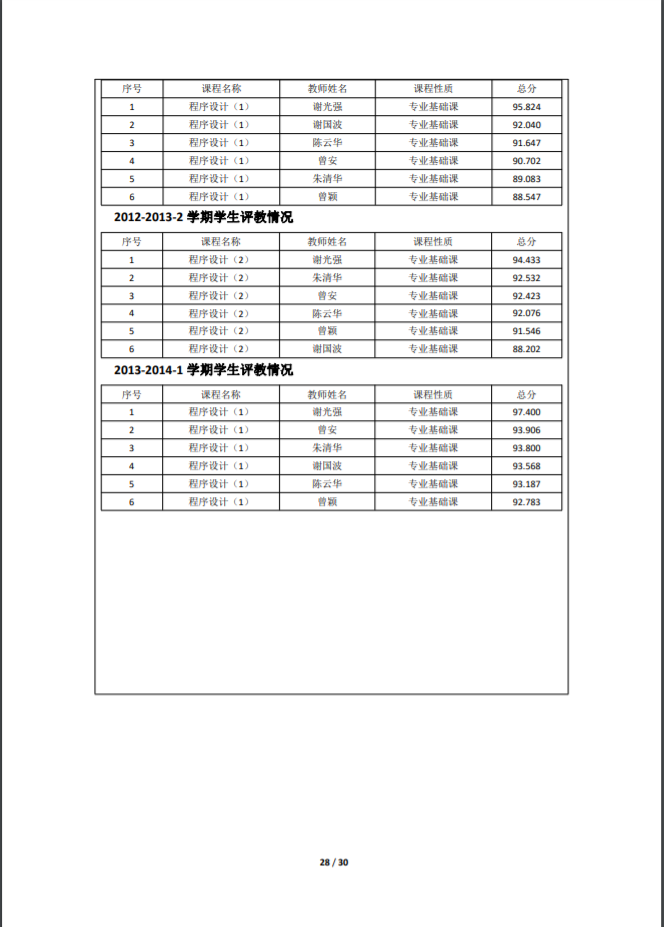 序号 课程名称 教师姓名 课程性质 总分
1 程序设计（1） 谢光强 专业基础课 95.824
2 程序设计（1） 谢国波 专业基础课 92.040
3 程序设计（1） 陈云华 专业基础课 91.647
4 程序设计（1） 曾安 专业基础课 90.702
5 程序设计（1） 朱清华 专业基础课 89.083
6 程序设计（1） 曾颖 专业基础课 88.547
2012-2013-2 学期学生评教情况
序号 课程名称 教师姓名 课程性质 总分
1 程序设计（2） 谢光强 专业基础课 94.433
2 程序设计（2） 朱清华 专业基础课 92.532
3 程序设计（2） 曾安 专业基础课 92.423
4 程序设计（2） 陈云华 专业基础课 92.076
5 程序设计（2） 曾颖 专业基础课 91.546
6 程序设计（2） 谢国波 专业基础课 88.202
2013-2014-1 学期学生评教情况
序号 课程名称 教师姓名 课程性质 总分
1 程序设计（1） 谢光强 专业基础课 97.400
2 程序设计（1） 曾安 专业基础课 93.906
3 程序设计（1） 朱清华 专业基础课 93.800
4 程序设计（1） 谢国波 专业基础课 93.568
5 程序设计（1） 陈云华 专业基础课 93.187
6 程序设计（1） 曾颖 专业基础课 92.783
28 / 30